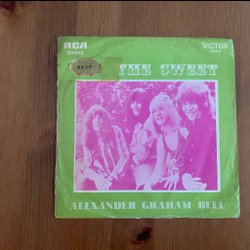 RCA
VICTOR
THE SWEET
ALEXANDER GRAHAM BELL